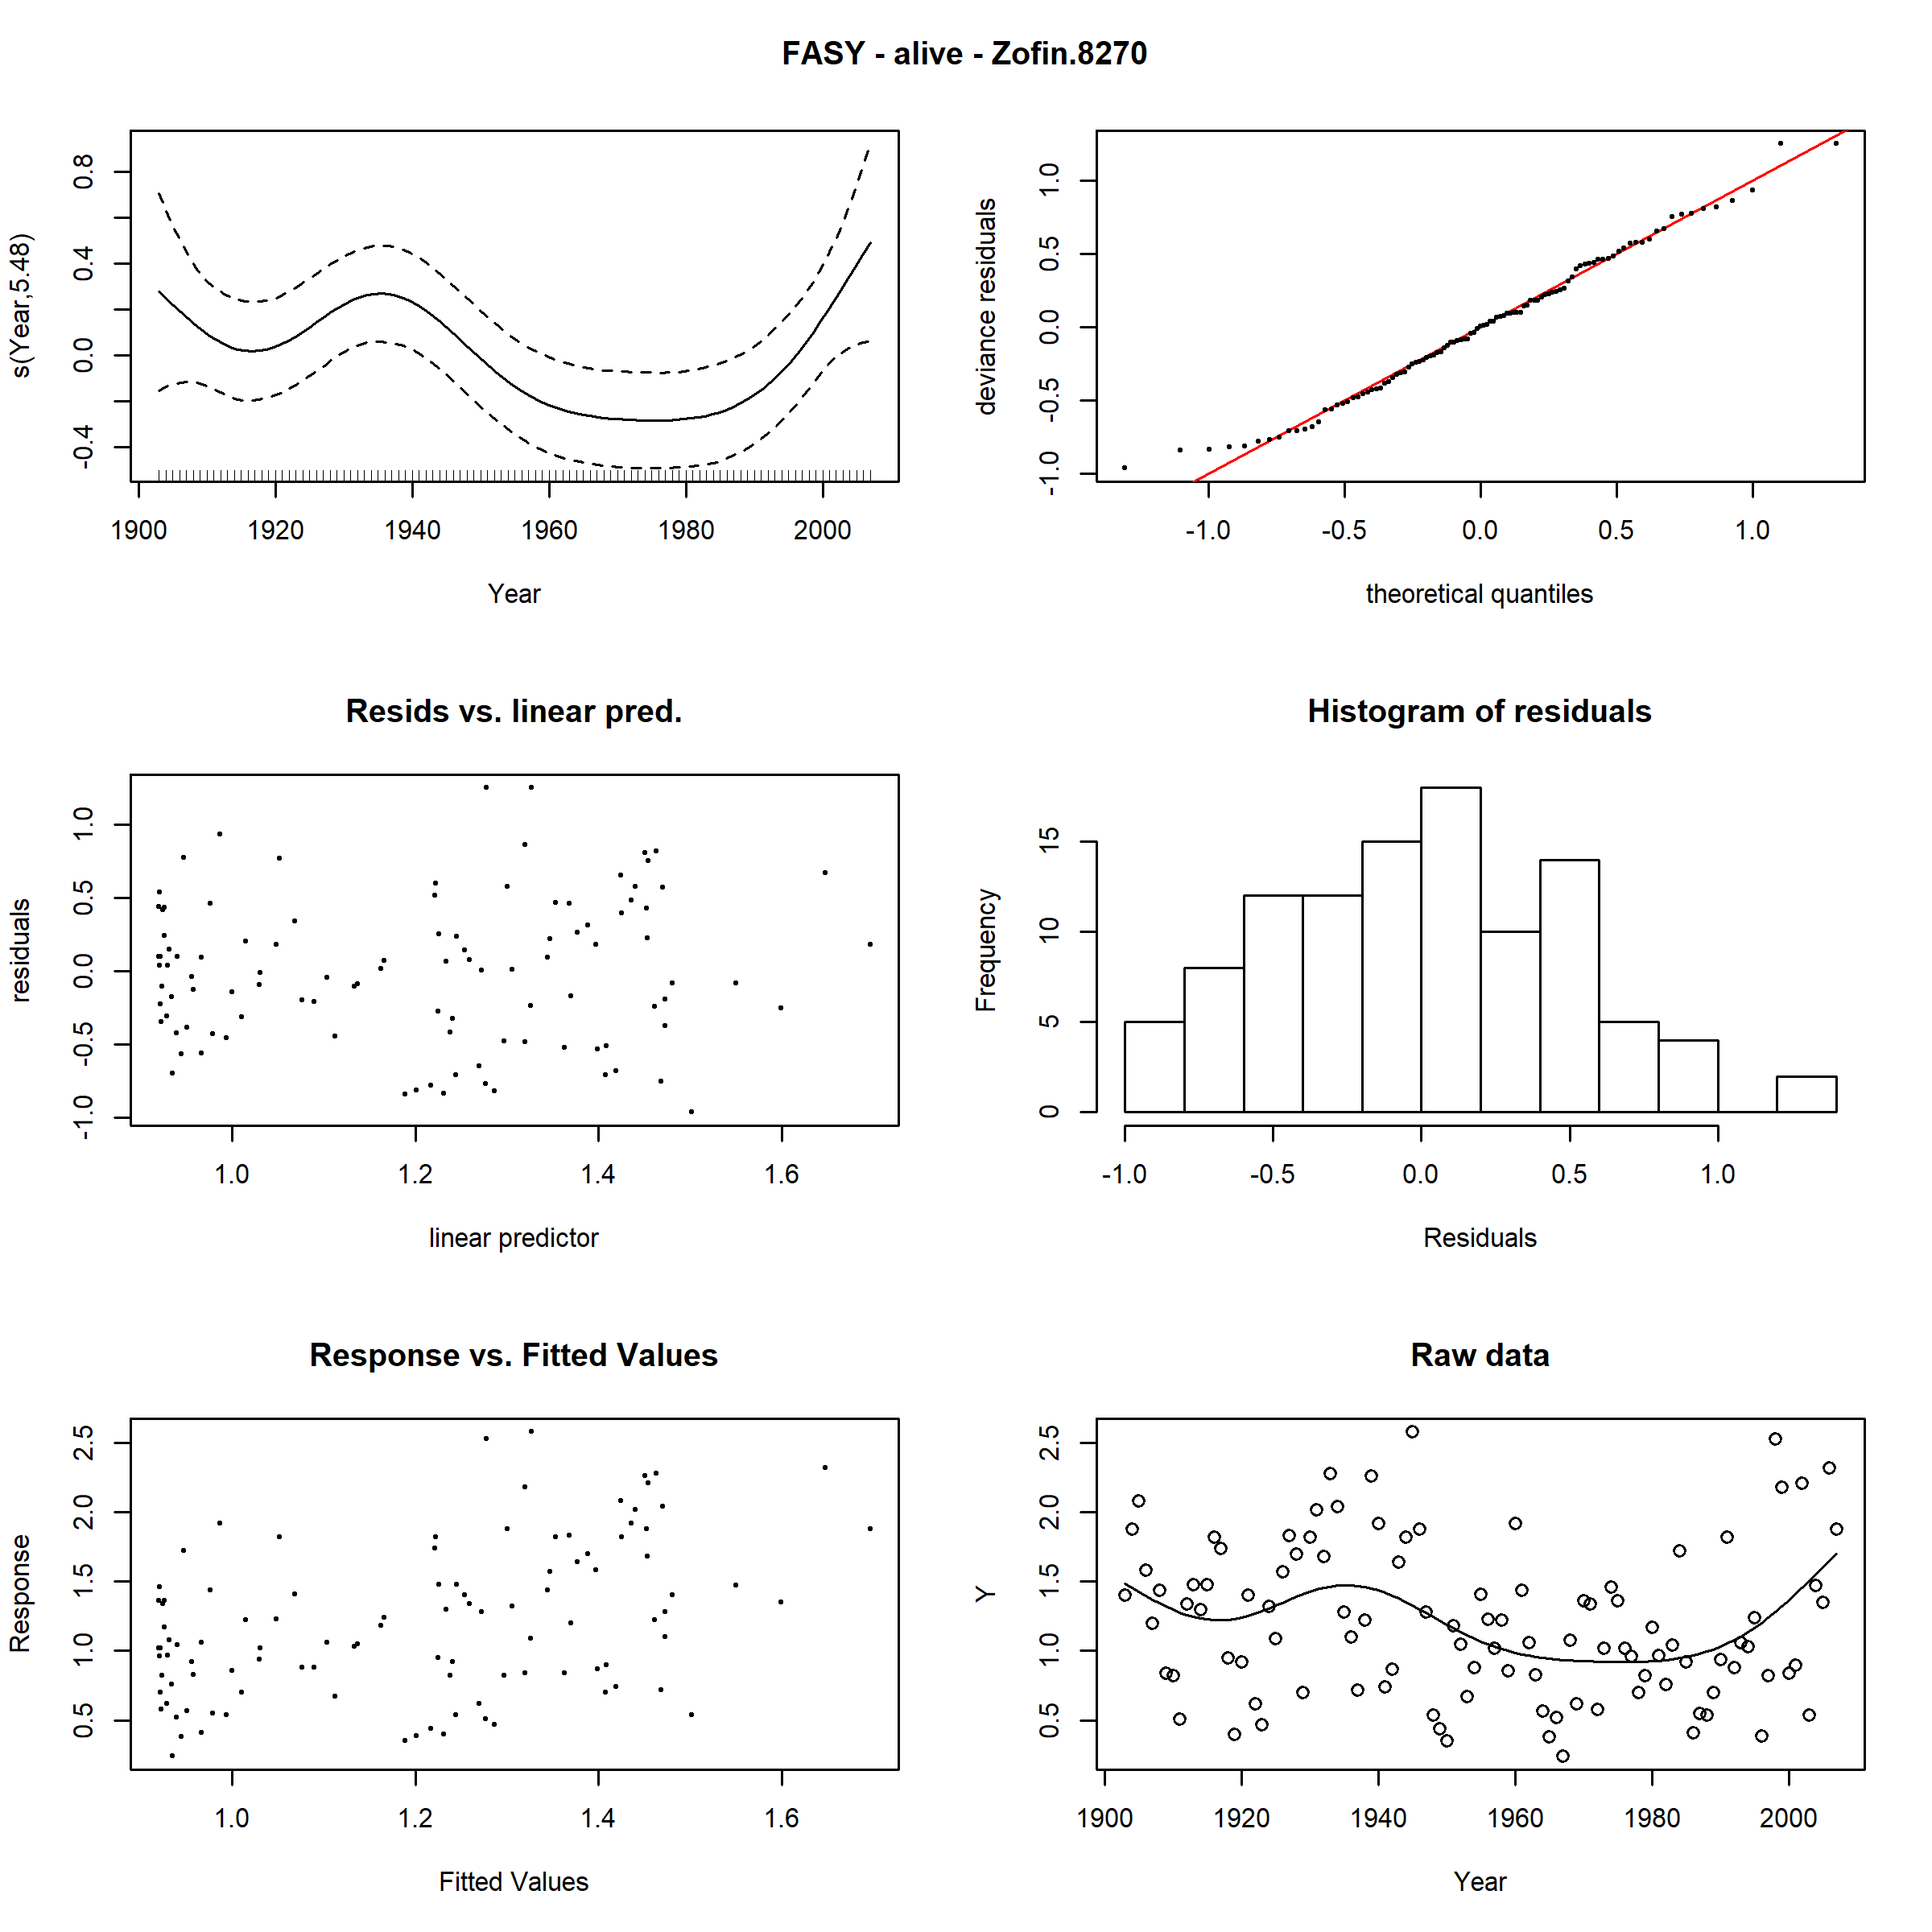 FASY - alive - Zofin.8270
s(Year,5.48)
-0.4 0.0 0.4 0.8
1900 1920 1940 1960 1980 2000
Year
deviance residuals
-1.0 -0.5 0.0 0.5 1.0
-1.0 -0.5 0.0 0.5 1.0
theoretical quantiles
Resids vs. linear pred.
residuals
-1.0 -0.5 0.0 0.5 1.0
1.0 1.2 1.4 1.6
linear predictor
Histogram of residuals
Frequency
0 5 10 15
-1.0 -0.5 0.0 0.5 1.0
Residuals
Response vs. Fitted Values
Response
0.5 1.0 1.5 2.0 2.5
1.0 1.2 1.4 1.6
Fitted Values
Raw data
Y
0.5 1.0 1.5 2.0 2.5
1900 1920 1940 1960 1980 2000
Year